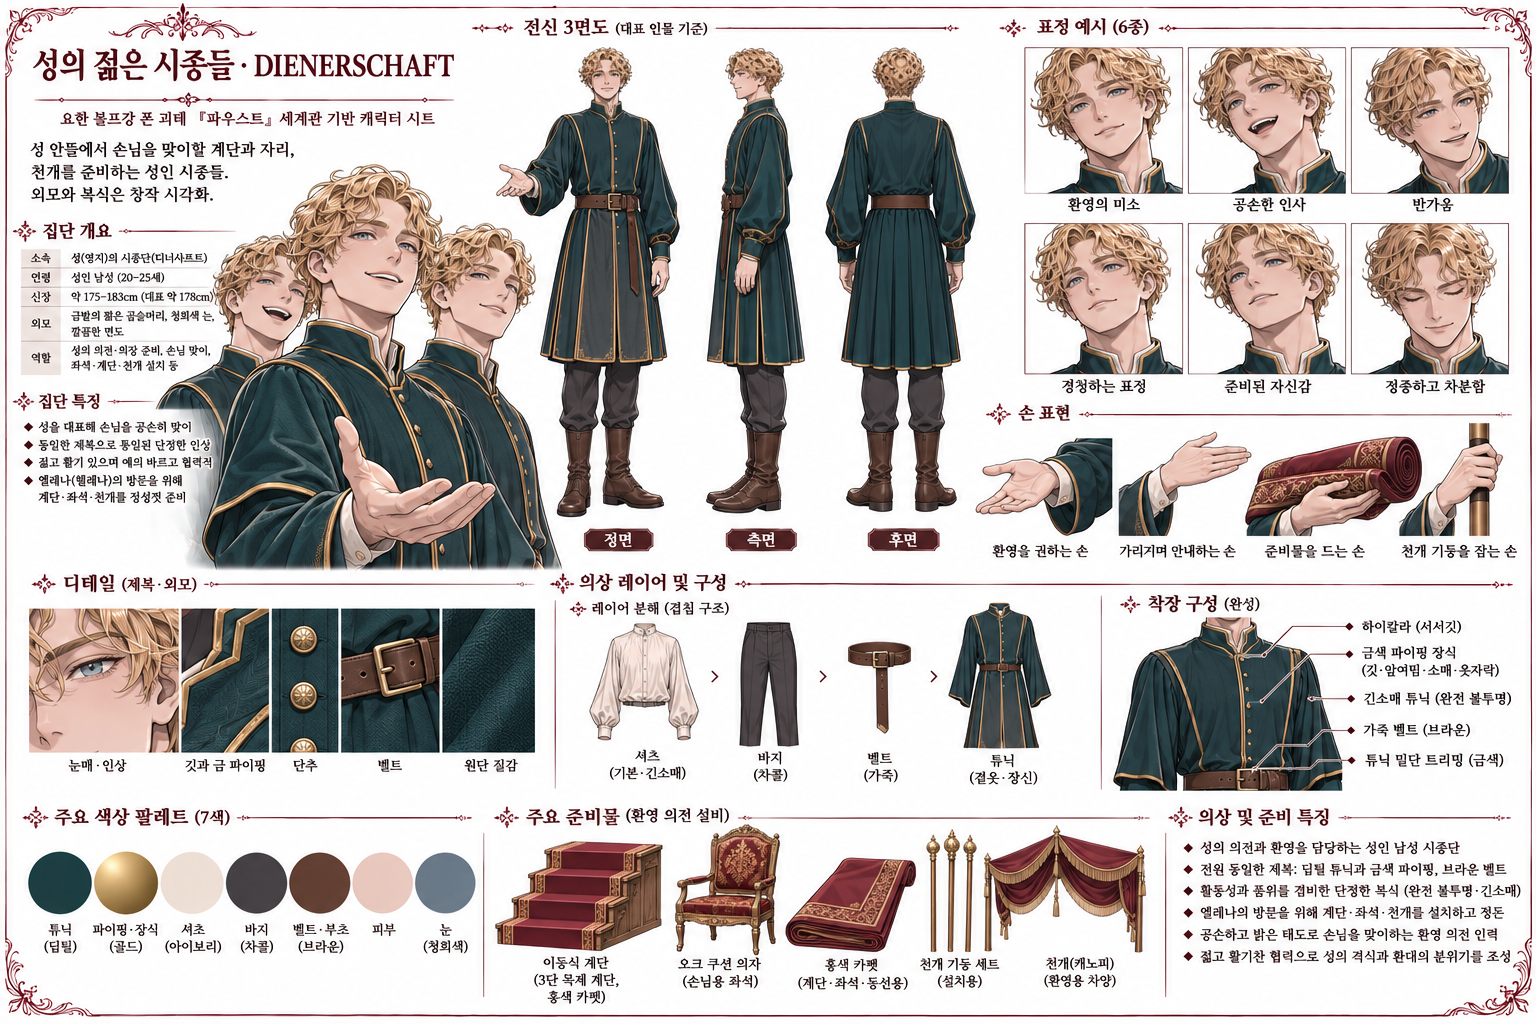 성의 젊은 시종들 · DIENERSCHAFT
요한 볼프강 폰 괴테 『파우스트』 세계관 기반 캐릭터 시트
성 안뜰에서 손님을 맞이할 계단과 자리,
천개를 준비하는 성인 시종들.
외모와 복식은 창작 시각화.
집단 개요
소속 성(영지)의 시종단(디너샤프트)
연령 성인 남성 (20–25세)
신장 약 175–183cm (대표 약 178cm)
외모 금발의 짧은 곱슬머리, 청회색 눈,
깔끔한 면도
역할 성의 의전·의장 준비, 손님 맞이,
좌석·계단·천개 설치 등
집단 특징
성을 대표해 손님을 공손히 맞이
동일한 제복으로 통일된 단정한 인상
젊고 활기 있으며 예의 바르고 협력적
엘레나(헬레나)의 방문을 위해
계단·좌석·천개를 정성껏 준비
전신 3면도 (대표 인물 기준)
정면
측면
후면
표정 예시 (6종)
환영의 미소
공손한 인사
반가움
경청하는 표정
준비된 자신감
정중하고 차분함
손 표현
환영을 권하는 손
가리키며 안내하는 손
준비물을 드는 손
천개 기둥을 잡는 손
디테일 (제복·외모)
눈매·인상
깃과 금 파이핑
단추
벨트
원단 질감
의상 레이어 및 구성
레이어 분해 (겹침 구조)
셔츠
(기본·긴소매)
바지
(차콜)
벨트
(가죽)
튜닉
(겉옷·장신)
착장 구성 (완성)
하이칼라 (서서깃)
금색 파이핑 장식
(깃·앞여밈·소매·옷자락)
긴소매 튜닉 (완전 불투명)
가죽 벨트 (브라운)
튜닉 밑단 트리밍 (금색)
주요 색상 팔레트 (7색)
튜닉
(딥틸)
파이핑·장식
(골드)
셔츠
(아이보리)
바지
(차콜)
벨트·부츠
(브라운)
피부
눈
(청회색)
주요 준비물 (환영 의전 설비)
이동식 계단
(3단 목제 계단,
홍색 카펫)
오크 쿠션 의자
(손님용 좌석)
홍색 카펫
(계단·좌석·동선용)
천개 기둥 세트
(설치용)
천개(캐노피)
(환영용 차양)
의상 및 준비 특징
성의 의전과 환영을 담당하는 성인 남성 시종단
전원 동일한 제복: 딥틸 튜닉과 금색 파이핑, 브라운 벨트
활동성과 품위를 겸비한 단정한 복식 (완전 불투명·긴소매)
엘레나의 방문을 위해 계단·좌석·천개를 설치하고 정돈
공손하고 밝은 태도로 손님을 맞이하는 환영 의전 인력
젊고 활기찬 협력으로 성의 격식과 환대의 분위기를 조성